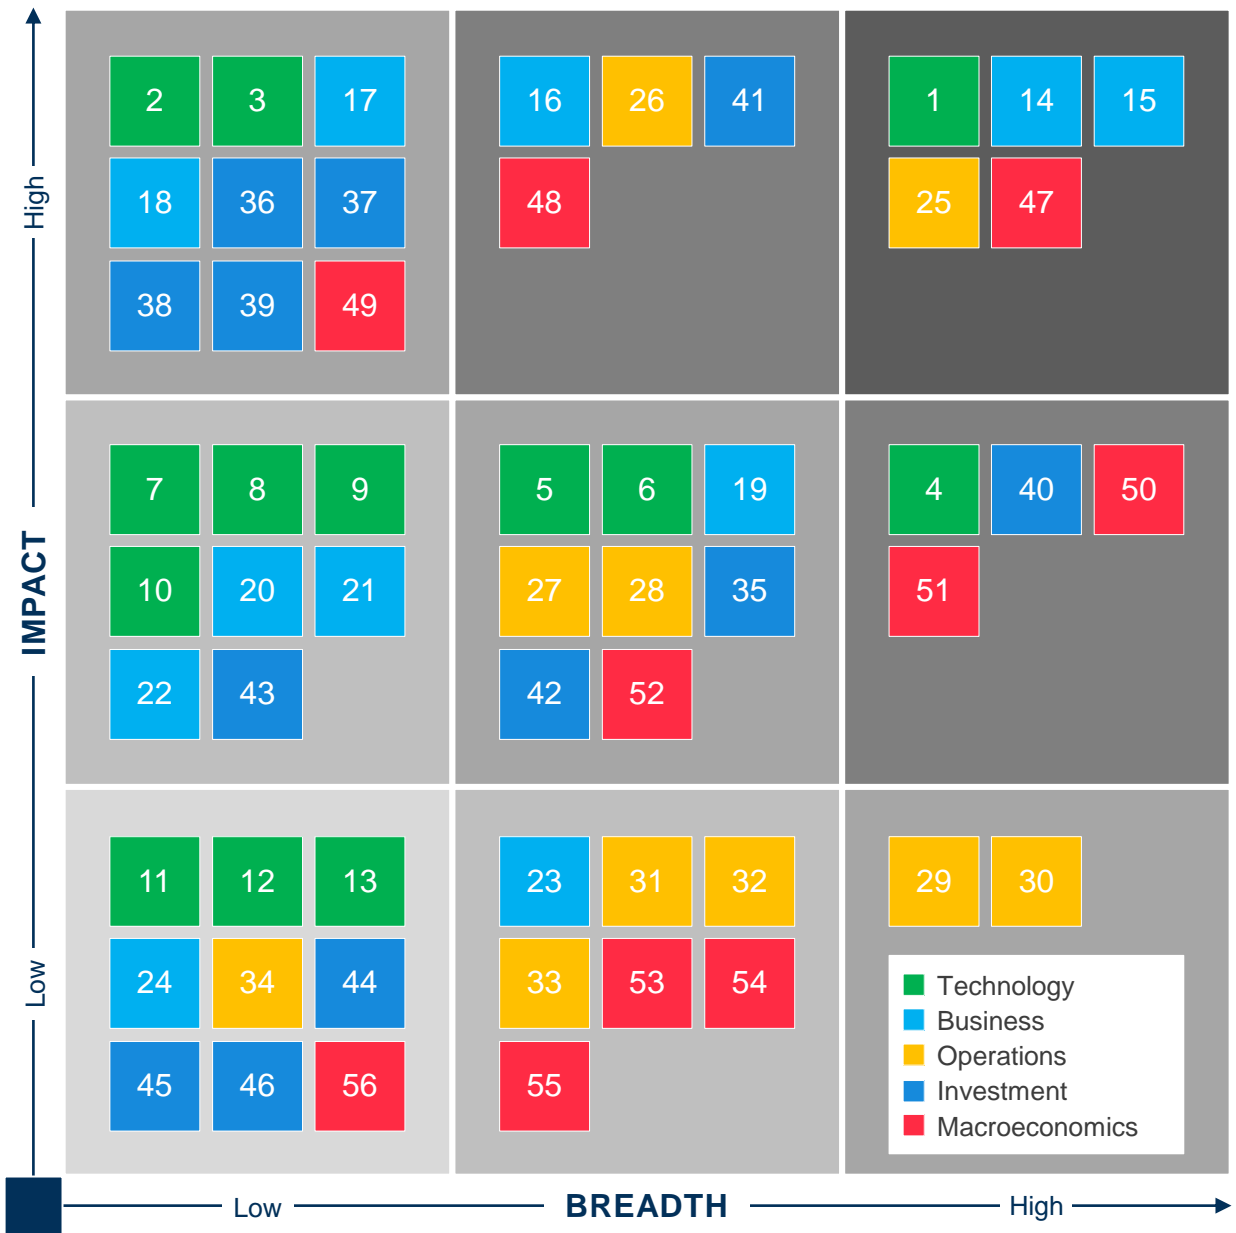 2 3 17 16 26 41 1 14 15
18 36 37 48 25 47
38 39 49
High
7 8 9 5 6 19 4 40 50
10 20 21 27 28 35 51
22 43 42 52
IMPACT
11 12 13 23 31 32 29 30
24 34 44 33 53 54
45 46 56 55
Low
Technology
Business
Operations
Investment
Macroeconomics
Low BREADTH High